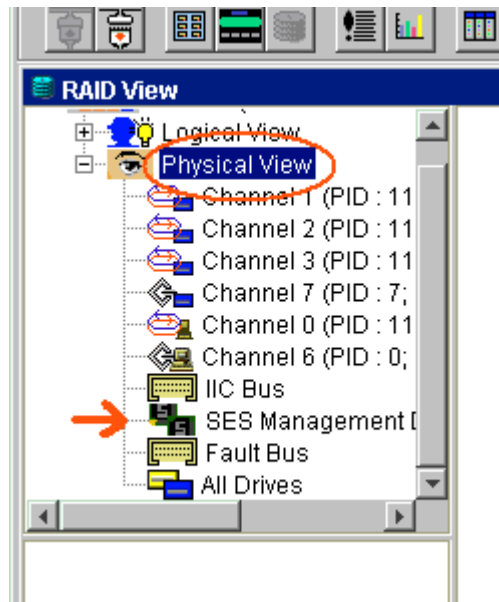 RAID View
Logical View
Physical View
Channel 1 (PID : 11
Channel 2 (PID : 11
Channel 3 (PID : 11
Channel 7 (PID : 7;
Channel 0 (PID : 11
Channel 6 (PID : 0;
IIC Bus
SES Management
Fault Bus
All Drives